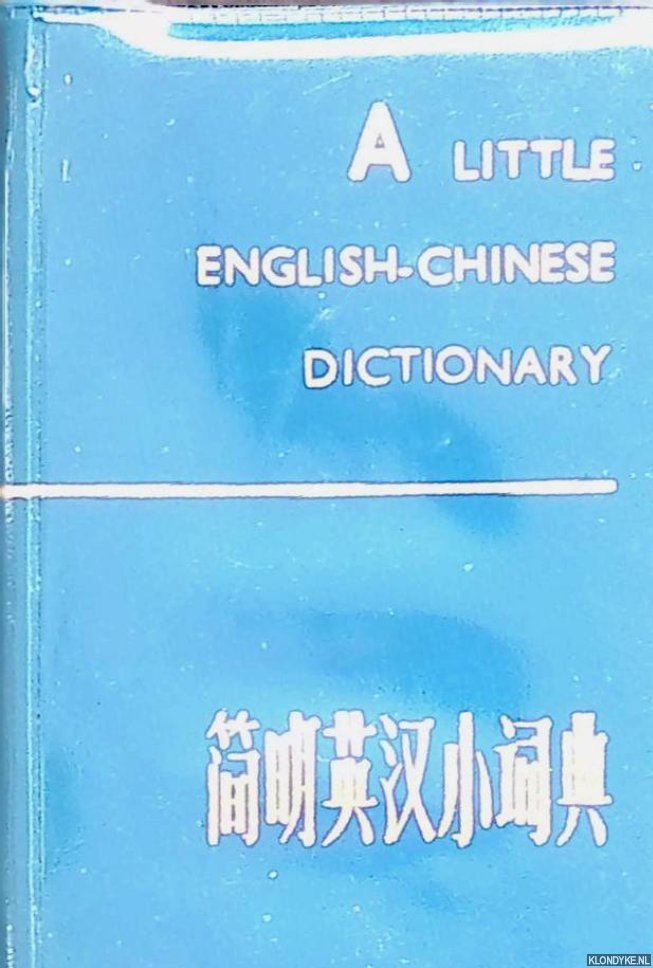 A LITTLE
ENGLISH-CHINESE
DICTIONARY
简明英汉小词典
KLONDYKE.NL